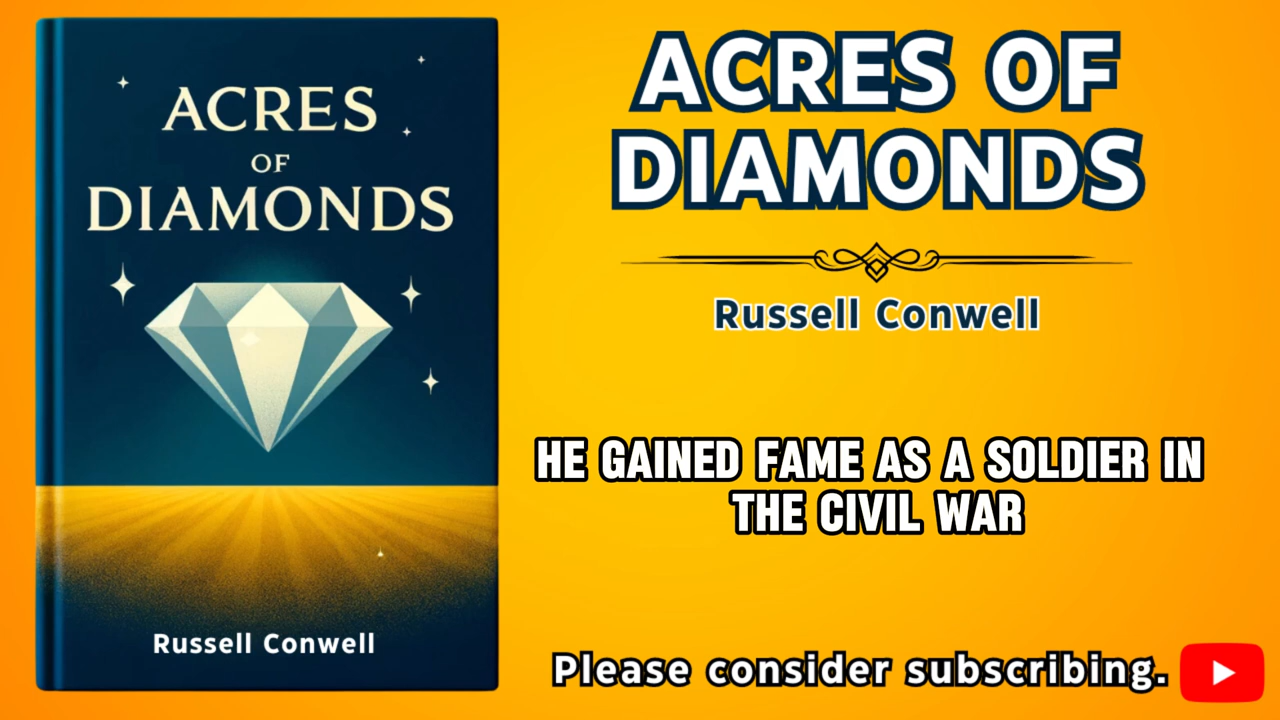 ACRES
OF
DIAMONDS
Russell Conwell
ACRES OF
DIAMONDS
Russell Conwell
HE GAINED FAME AS A SOLDIER IN
THE CIVIL WAR
Please consider subscribing.